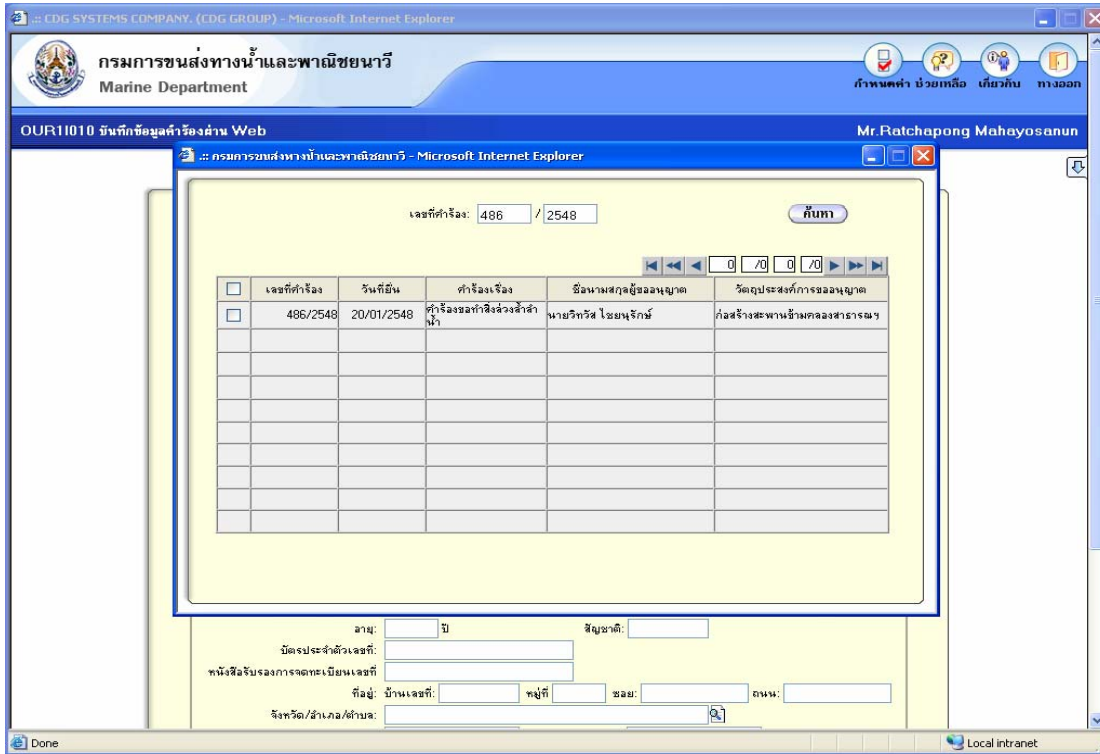 .:: CDG SYSTEMS COMPANY. (CDG GROUP) - Microsoft Internet Explorer
กรมการขนส่งทางน้ำและพาณิชยนาวี
Marine Department
กำหนดค่า ช่วยเหลือ เกี่ยวกับ ทางออก
OUR1I010 บันทึกข้อมูลคำร้องผ่าน Web Mr.Ratchapong Mahayosanun
.:: กรมการขนส่งทางน้ำและพาณิชยนาวี - Microsoft Internet Explorer
เลขที่คำร้อง: 486 / 2548 ค้นหา
0 /0 0 /0
เลขที่คำร้อง วันที่ยื่น คำร้องเรื่อง ชื่อนามสกุลผู้ขออนุญาต วัตถุประสงค์การขออนุญาต
486/2548 20/01/2548 คำร้องขอทำสิ่งล่วงล้ำลำ นายวิทวัส ไชยนุรักษ์ ก่อสร้างสะพานข้ามคลองสาธารณฯ
น้ำ
อายุ: ปี สัญชาติ:
บัตรประจำตัวเลขที่:
หนังสือรับรองการจดทะเบียนเลขที่
ที่อยู่: บ้านเลขที่: หมู่ที่ ซอย: ถนน:
จังหวัด/อำเภอ/ตำบล:
Done Local intranet